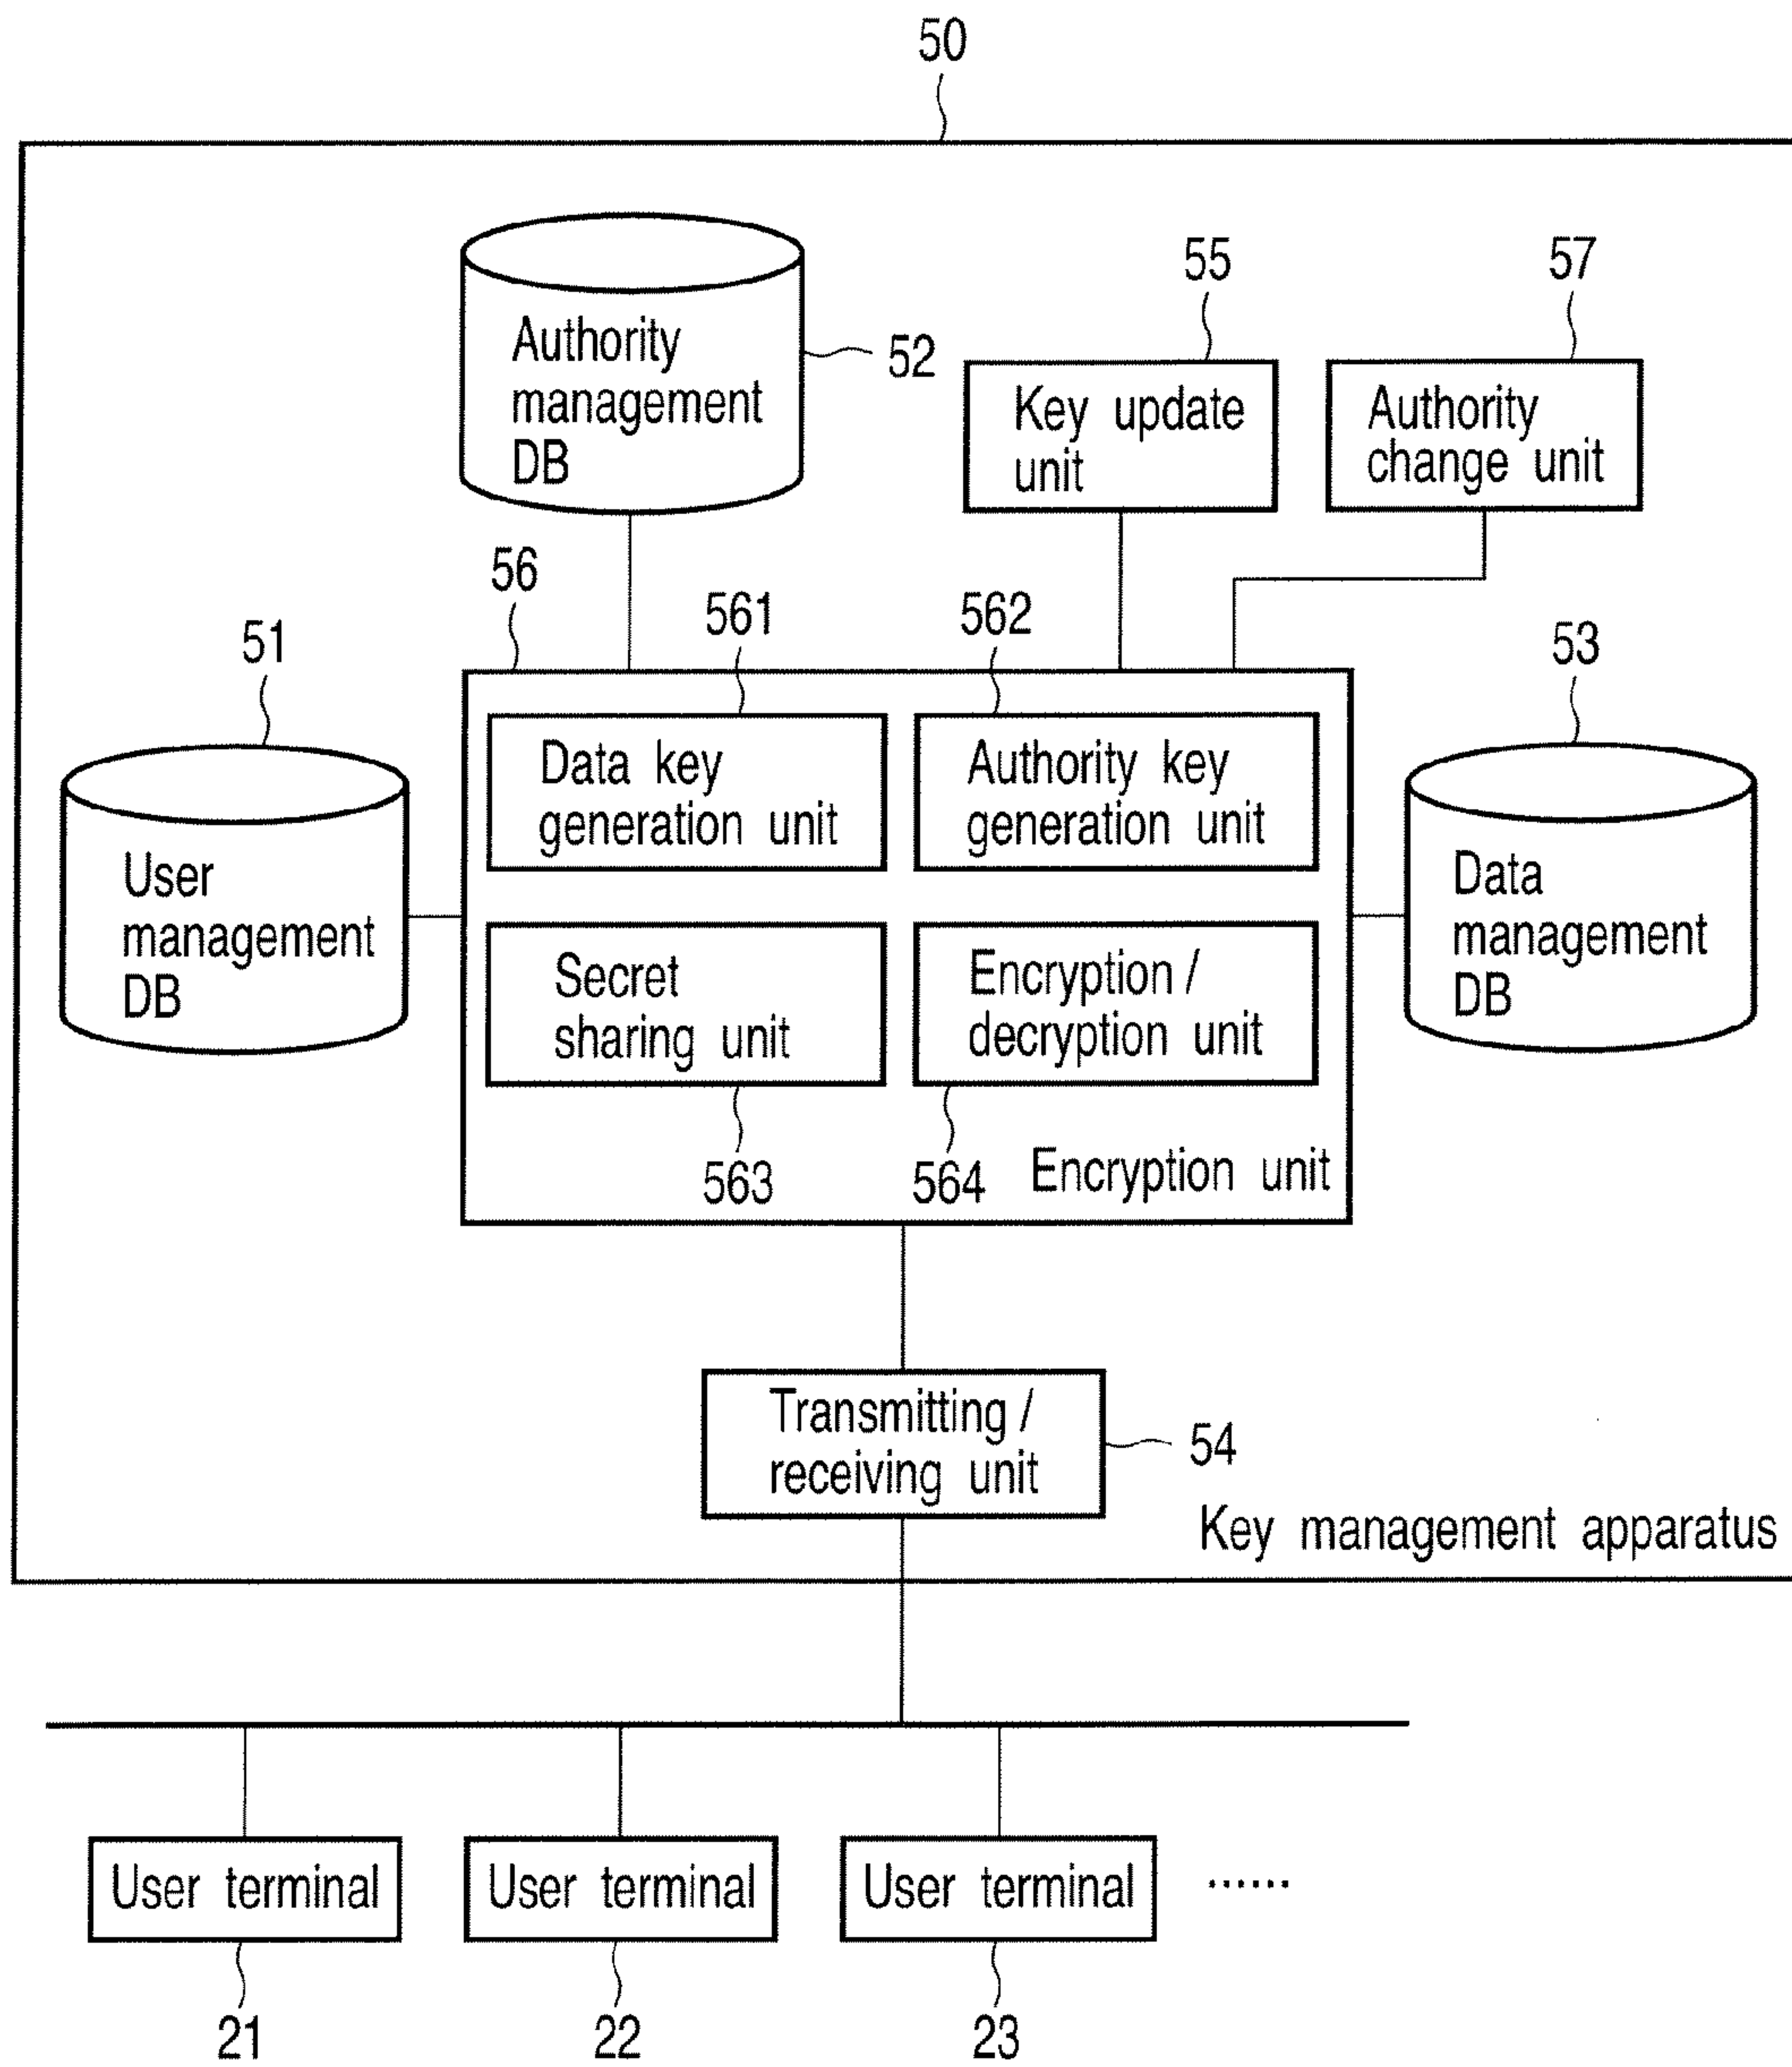 50
Authority
management
DB
52
55
Key update
unit
57
Authority
change unit
56
561
562
51
User
management
DB
Data key
generation unit
Authority key
generation unit
53
Data
management
DB
Secret
sharing unit
Encryption /
decryption unit
563
564
Encryption unit
Transmitting /
receiving unit
54
Key management apparatus
User terminal
User terminal
User terminal
......
21
22
23